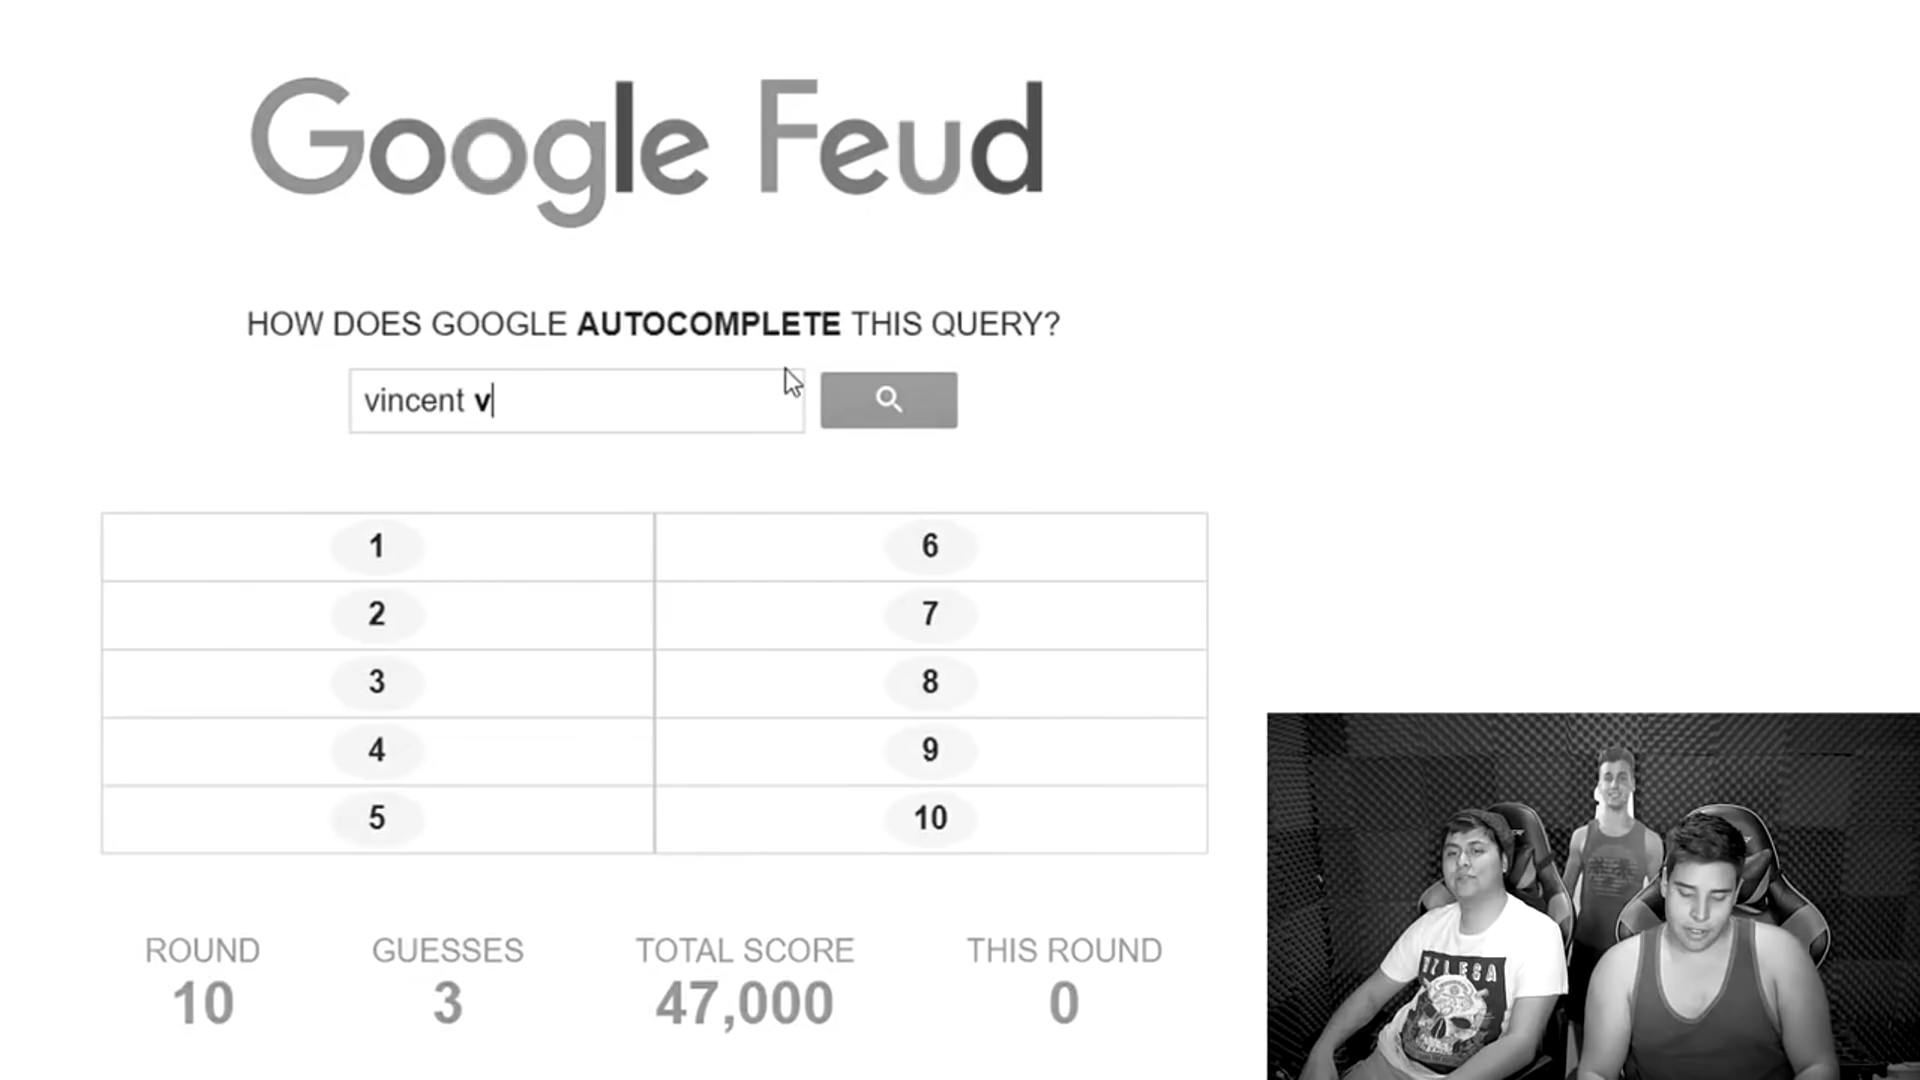 Google Feud
HOW DOES GOOGLE AUTOCOMPLETE THIS QUERY?
vincent v
1 6
2 7
3 8
4 9
5 10
ROUND GUESSES TOTAL SCORE THIS ROUND
10 3 47,000 0